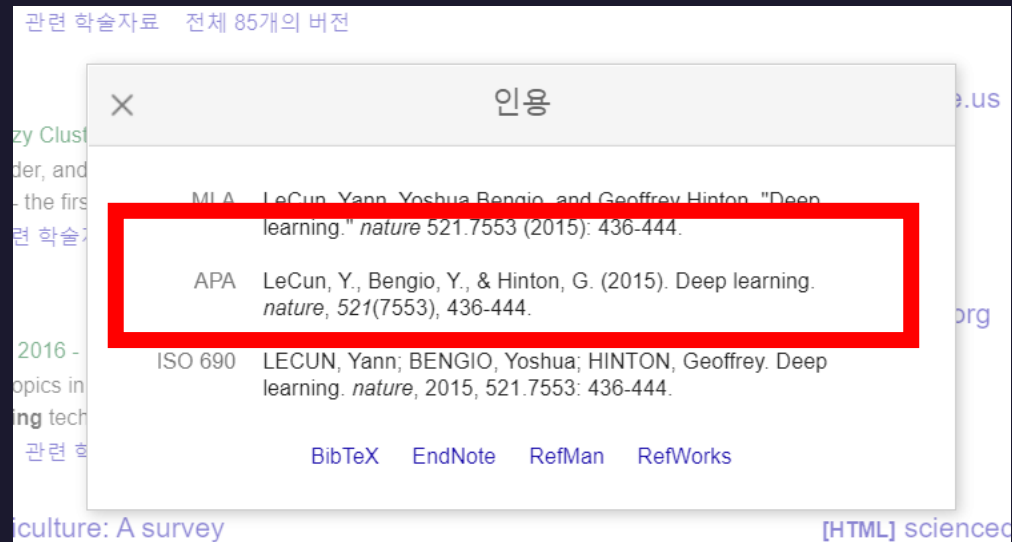 관련 학술자료 전체 85개의 버전
인용
e.us
zy Clust
der, and
- the firs
련 학술
MLA LeCun, Yann, Yoshua Bengio, and Geoffrey Hinton. "Deep
learning." nature 521.7553 (2015): 436-444.
APA LeCun, Y., Bengio, Y., & Hinton, G. (2015). Deep learning.
nature, 521(7553), 436-444.
org
2016 -
ISO 690 LECUN, Yann; BENGIO, Yoshua; HINTON, Geoffrey. Deep
opics in
learning. nature, 2015, 521.7553: 436-444.
ing tech
관련
BibTeX EndNote RefMan RefWorks
iculture: A survey
[HTML] scienced